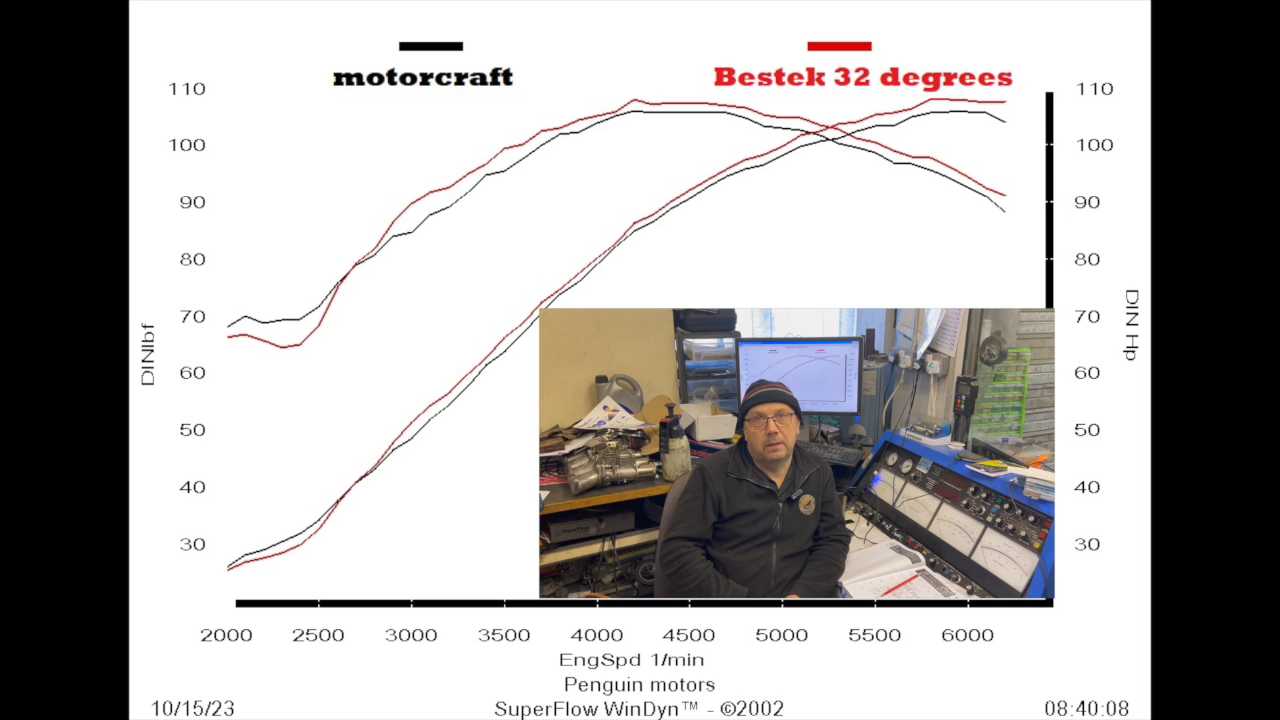 motorcraft
Bestek 32 degrees
110
100
90
80
70
60
50
40
30
DINlbf
110
100
90
80
70
60
50
40
30
DIN Hp
2000 2500 3000 3500 4000 4500 5000 5500 6000
EngSpd 1/min
Penguin motors
10/15/23 SuperFlow WinDyn™ - ©2002 08:40:08